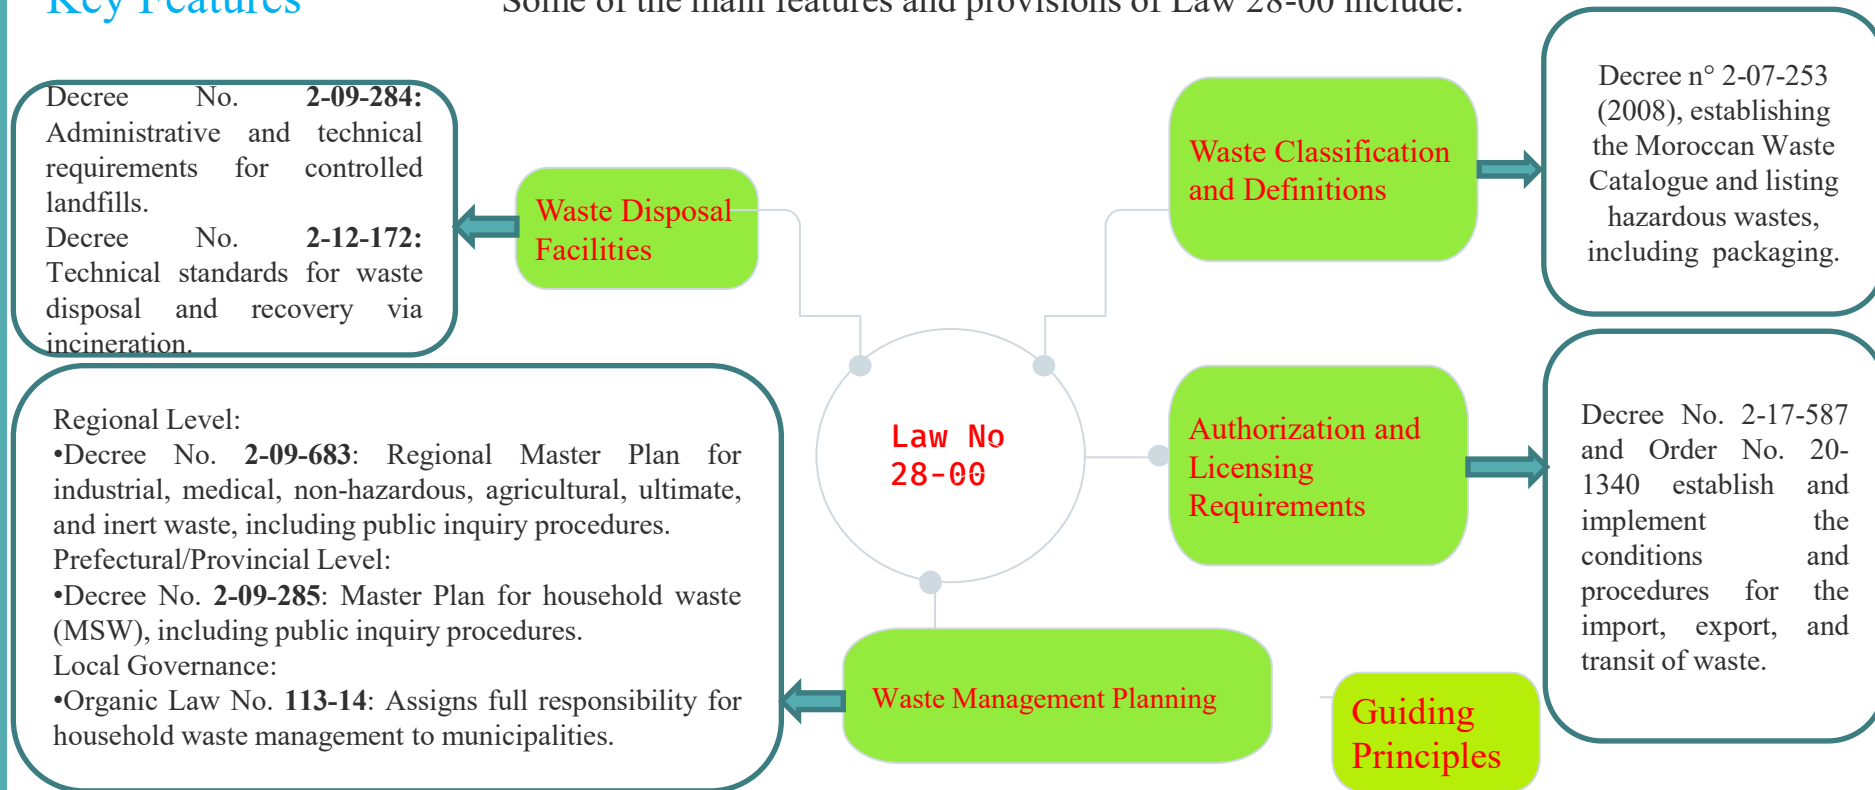 Key Features
Some of the main features and provisions of Law 28-00 include:
Decree No. 2-09-284:
Administrative and technical
requirements for controlled
landfills.
Decree No. 2-12-172:
Technical standards for waste
disposal and recovery via
incineration.
Waste Disposal
Facilities
Waste Classification
and Definitions
Decree n° 2-07-253
(2008), establishing
the Moroccan Waste
Catalogue and listing
hazardous wastes,
including packaging.
Law No
28-00
Authorization and
Licensing
Requirements
Decree No. 2-17-587
and Order No. 20-
1340 establish and
implement the
conditions and
procedures for the
import, export, and
transit of waste.
Regional Level:
•Decree No. 2-09-683: Regional Master Plan for
industrial, medical, non-hazardous, agricultural, ultimate,
and inert waste, including public inquiry procedures.
Prefectural/Provincial Level:
•Decree No. 2-09-285: Master Plan for household waste
(MSW), including public inquiry procedures.
Local Governance:
•Organic Law No. 113-14: Assigns full responsibility for
household waste management to municipalities.
Waste Management Planning
Guiding
Principles